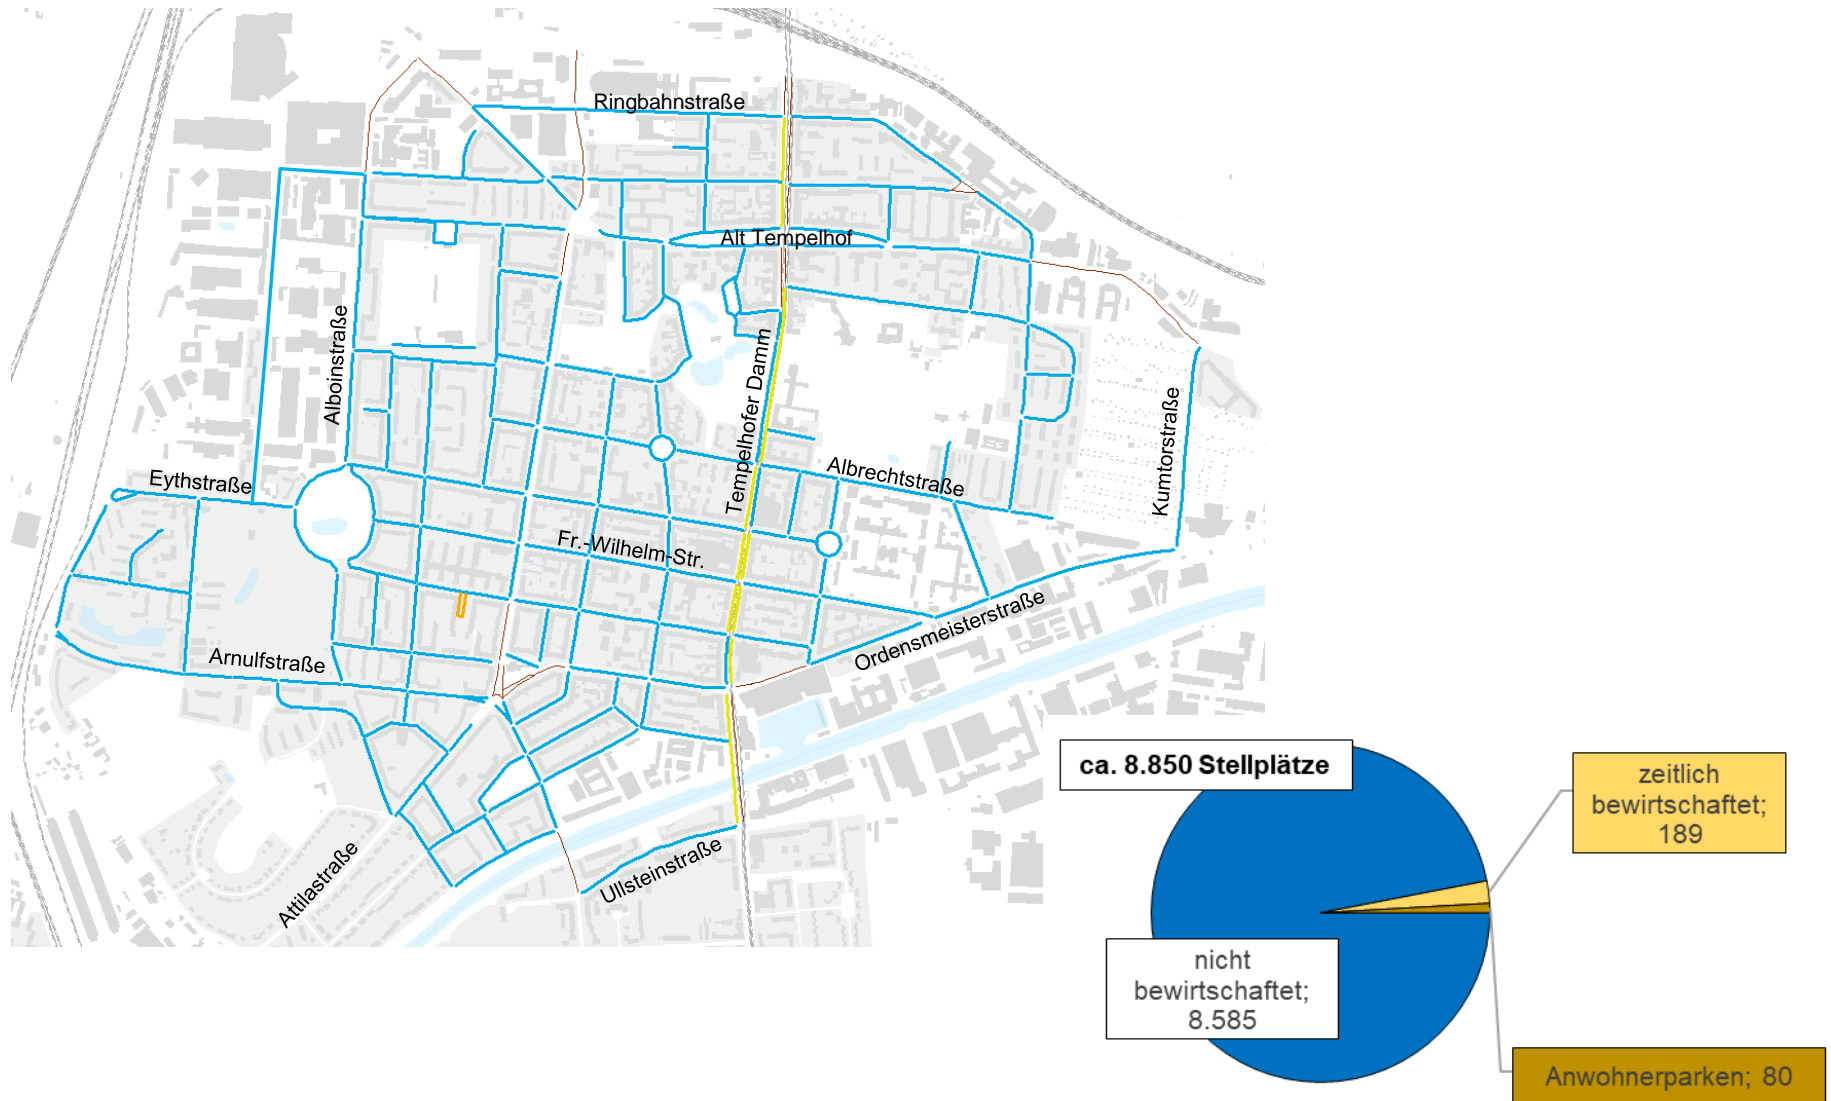 Ringbahnstraße
Alt Tempelhof
Alboinstraße
Tempelhofer Damm
Kumtorstraße
Albrechtstraße
Eythstraße
Fr.-Wilhelm-Str.
Ordensmeisterstraße
Arnulfstraße
Attilastraße
Ullsteinstraße
ca. 8.850 Stellplätze
zeitlich
bewirtschaftet;
189
nicht
bewirtschaftet;
8.585
Anwohnerparken; 80